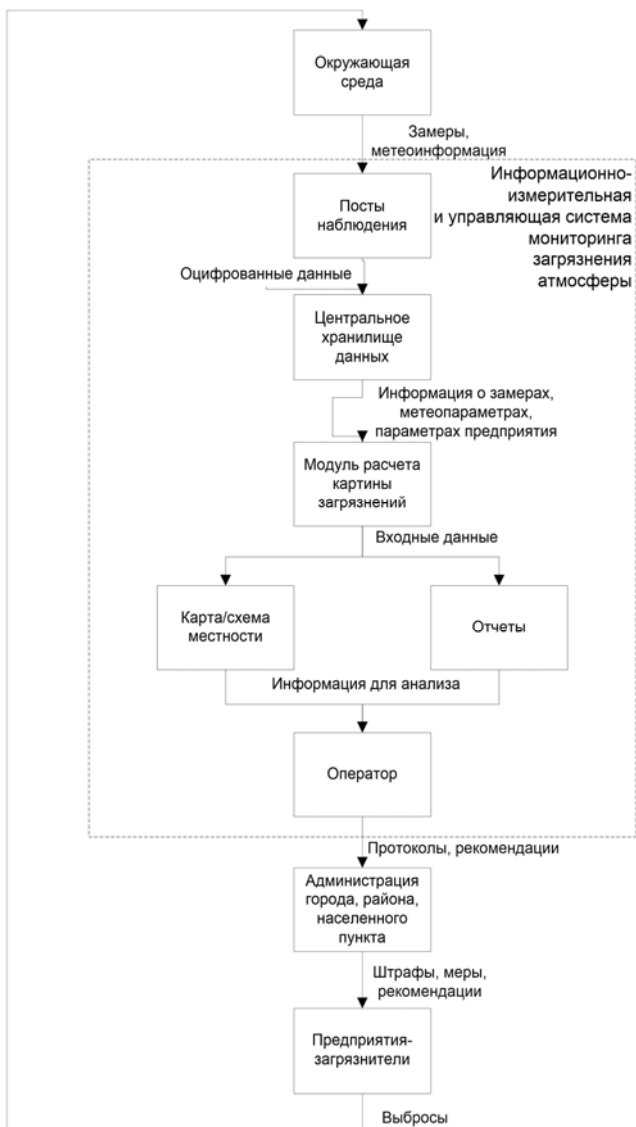 Окружающая
среда
Замеры,
метеоинформация
Информационно-
измерительная
и управляющая система
мониторинга
загрязнения
атмосферы
Посты
наблюдения
Оцифрованные данные
Центральное
хранилище
данных
Информация о замерах,
метеопараметрах,
параметрах предприятия
Модуль расчета
картины
загрязнений
Входные данные
Карта/схема
местности
Отчеты
Информация для анализа
Оператор
Протоколы, рекомендации
Администрация
города, района,
населенного
пункта
Штрафы, меры,
рекомендации
Предприятия-
загрязнители
Выбросы